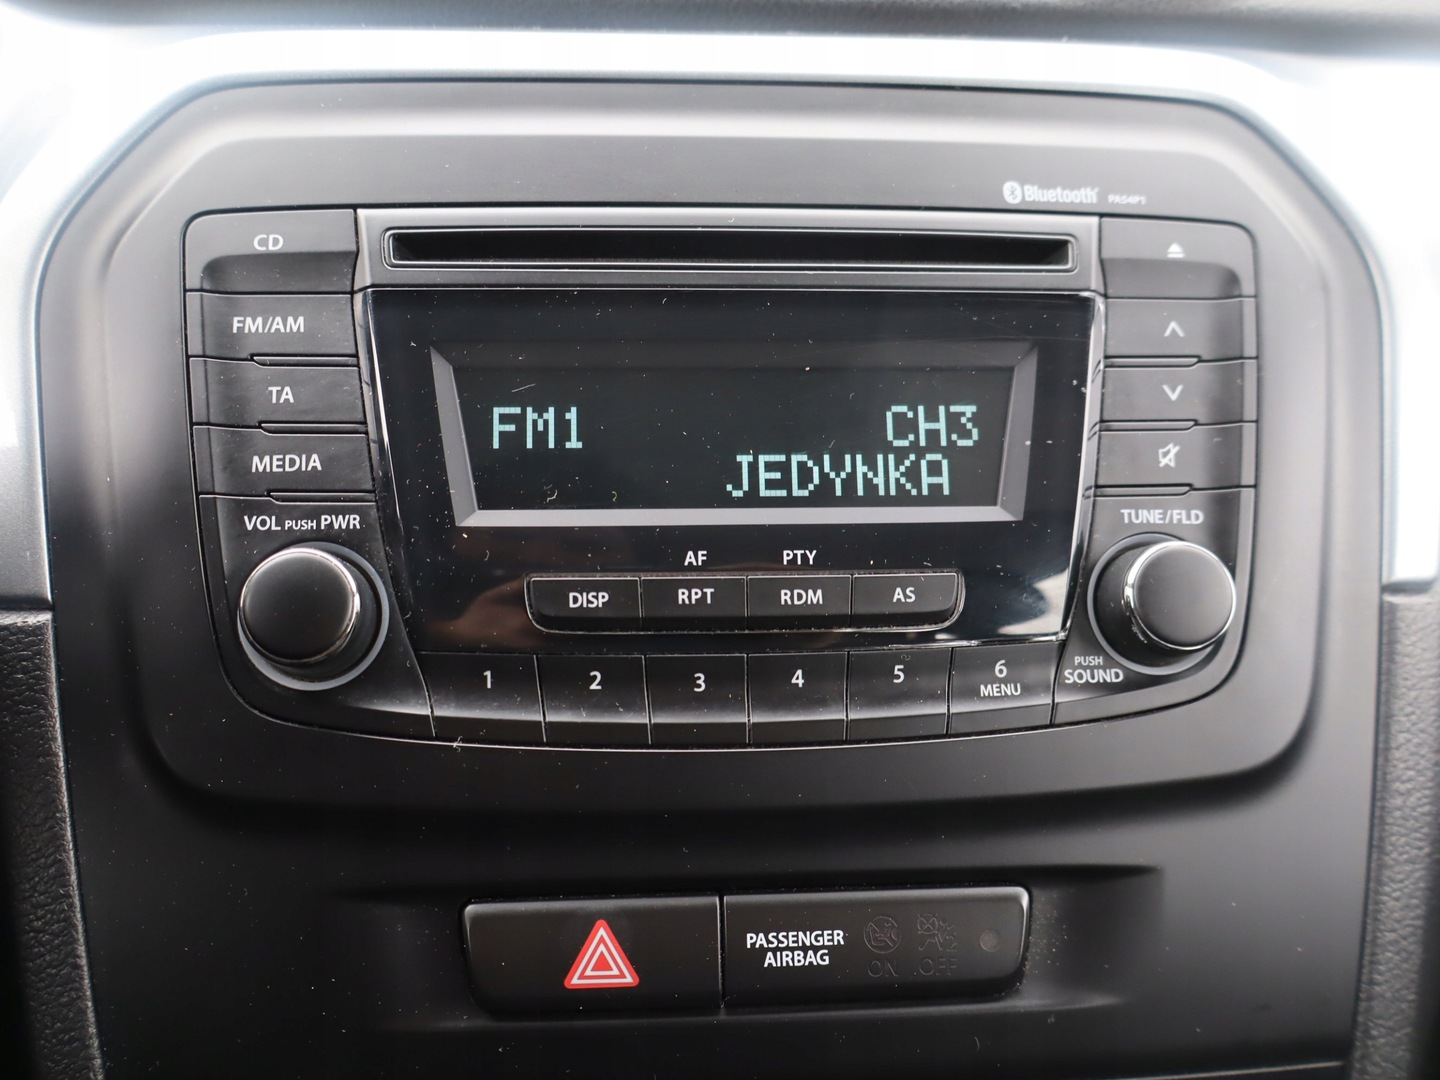 Bluetooth PA54P1
CD
FM/AM
TA
MEDIA
VOL PUSH PWR
FM1 CH3
JEDYNKA
TUNE/FLD
AF PTY
DISP RPT RDM AS
1 2 3 4 5 6
MENU
PUSH
SOUND
PASSENGER
AIRBAG
ON OFF